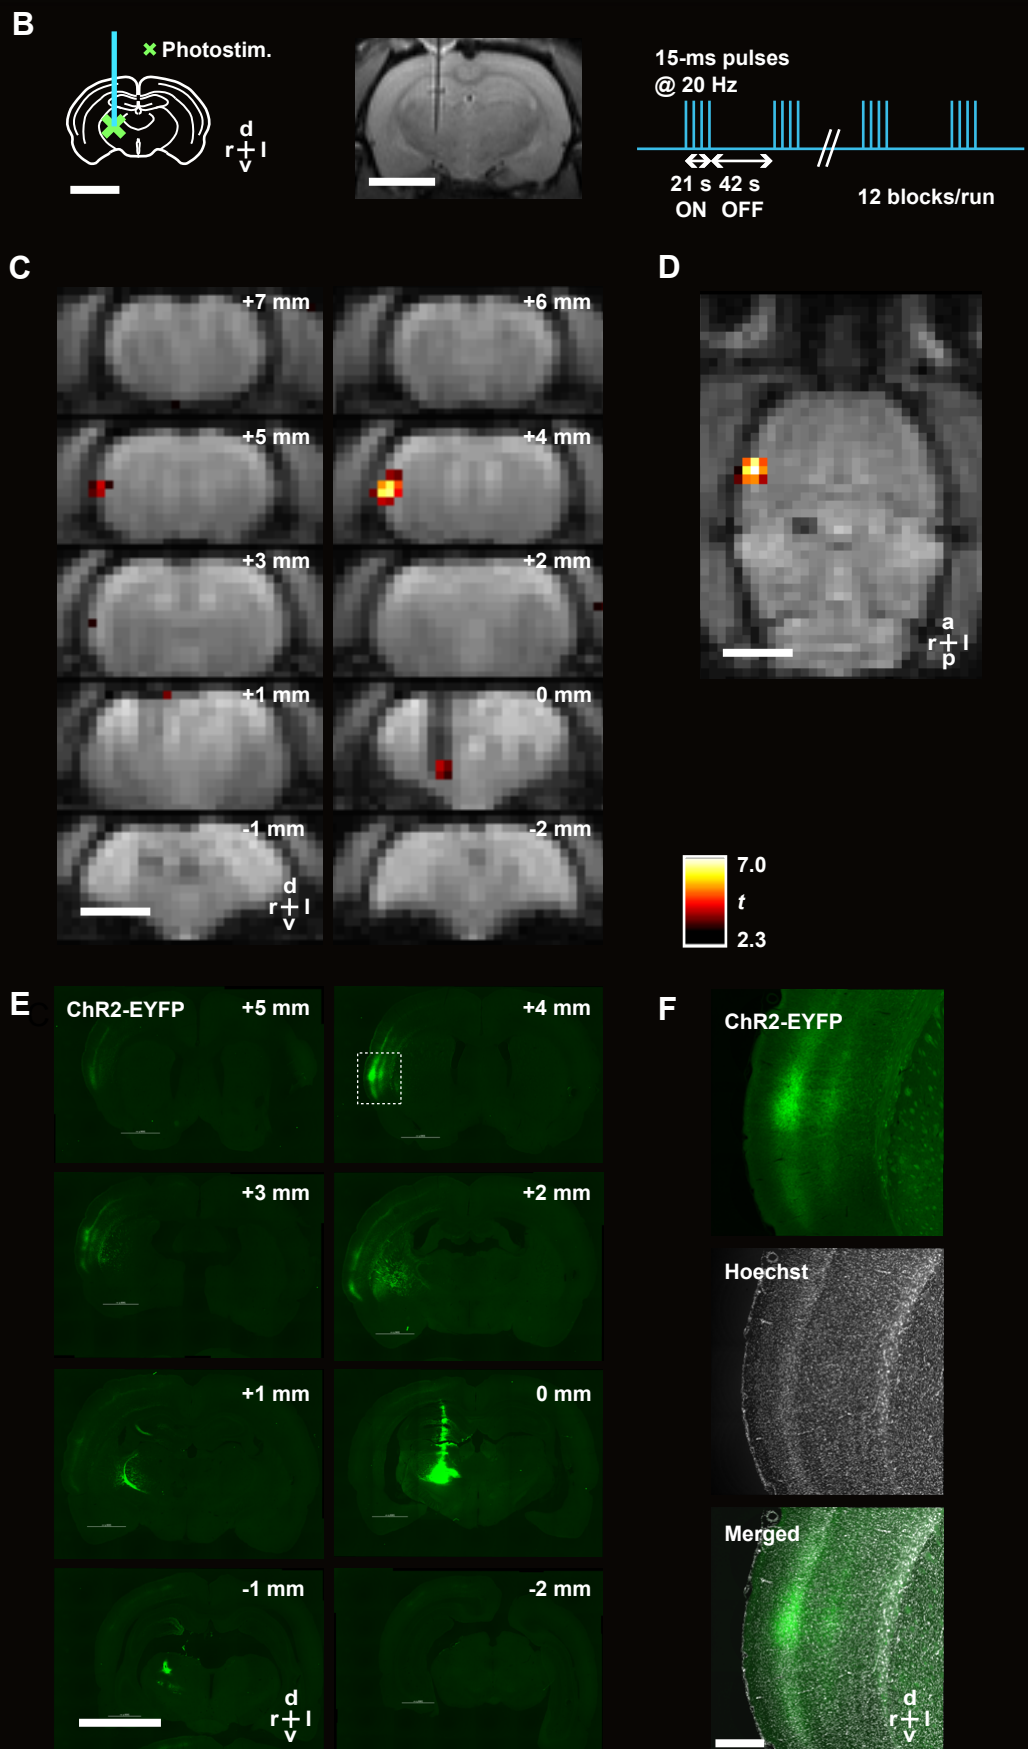 B
Photostim.
d
r l
v
15-ms pulses
@ 20 Hz
21 s 42 s
ON OFF
12 blocks/run
C
+7 mm
+6 mm
+5 mm
+4 mm
+3 mm
+2 mm
+1 mm
0 mm
-1 mm
-2 mm
d
r l
v
D
a
r l
p
7.0
t
2.3
E
ChR2-EYFP
+5 mm
+4 mm
+3 mm
+2 mm
+1 mm
0 mm
-1 mm
-2 mm
d
r l
v
F
ChR2-EYFP
Hoechst
Merged
d
r l
v